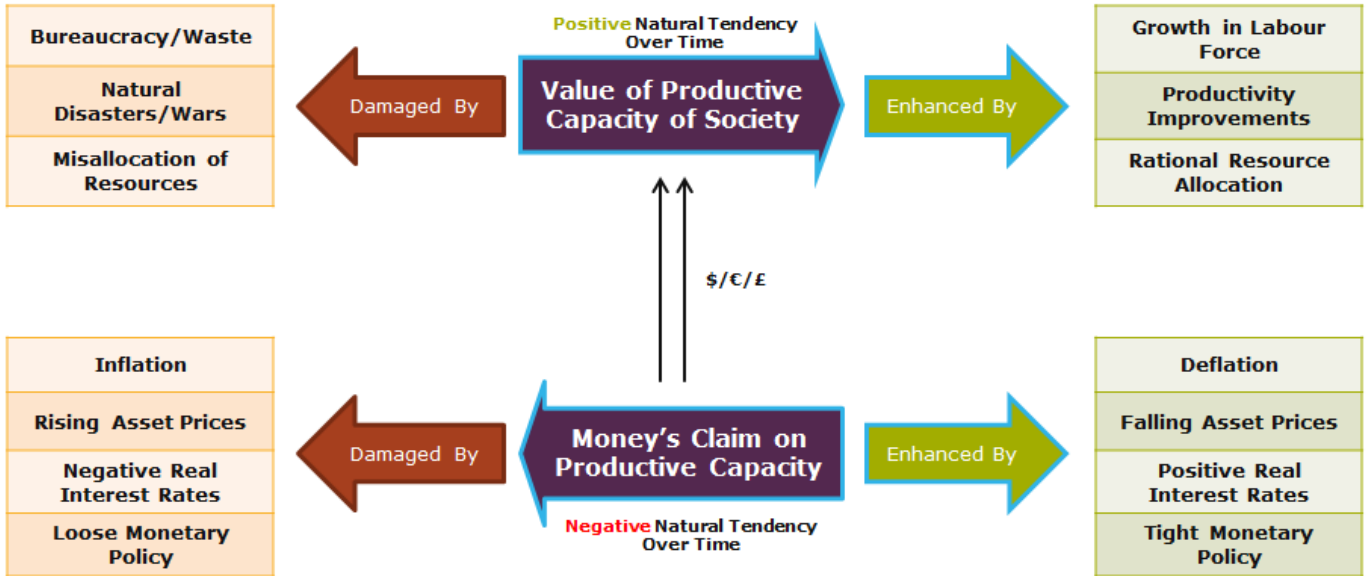 Bureaucracy/Waste
Natural
Disasters/Wars
Misallocation of
Resources
Damaged By
Positive Natural Tendency
Over Time
Value of Productive
Capacity of Society
Enhanced By
Growth in Labour
Force
Productivity
Improvements
Rational Resource
Allocation
$/€/£
Inflation
Rising Asset Prices
Negative Real
Interest Rates
Loose Monetary
Policy
Damaged By
Money's Claim on
Productive Capacity
Negative Natural Tendency
Over Time
Enhanced By
Deflation
Falling Asset Prices
Positive Real
Interest Rates
Tight Monetary
Policy